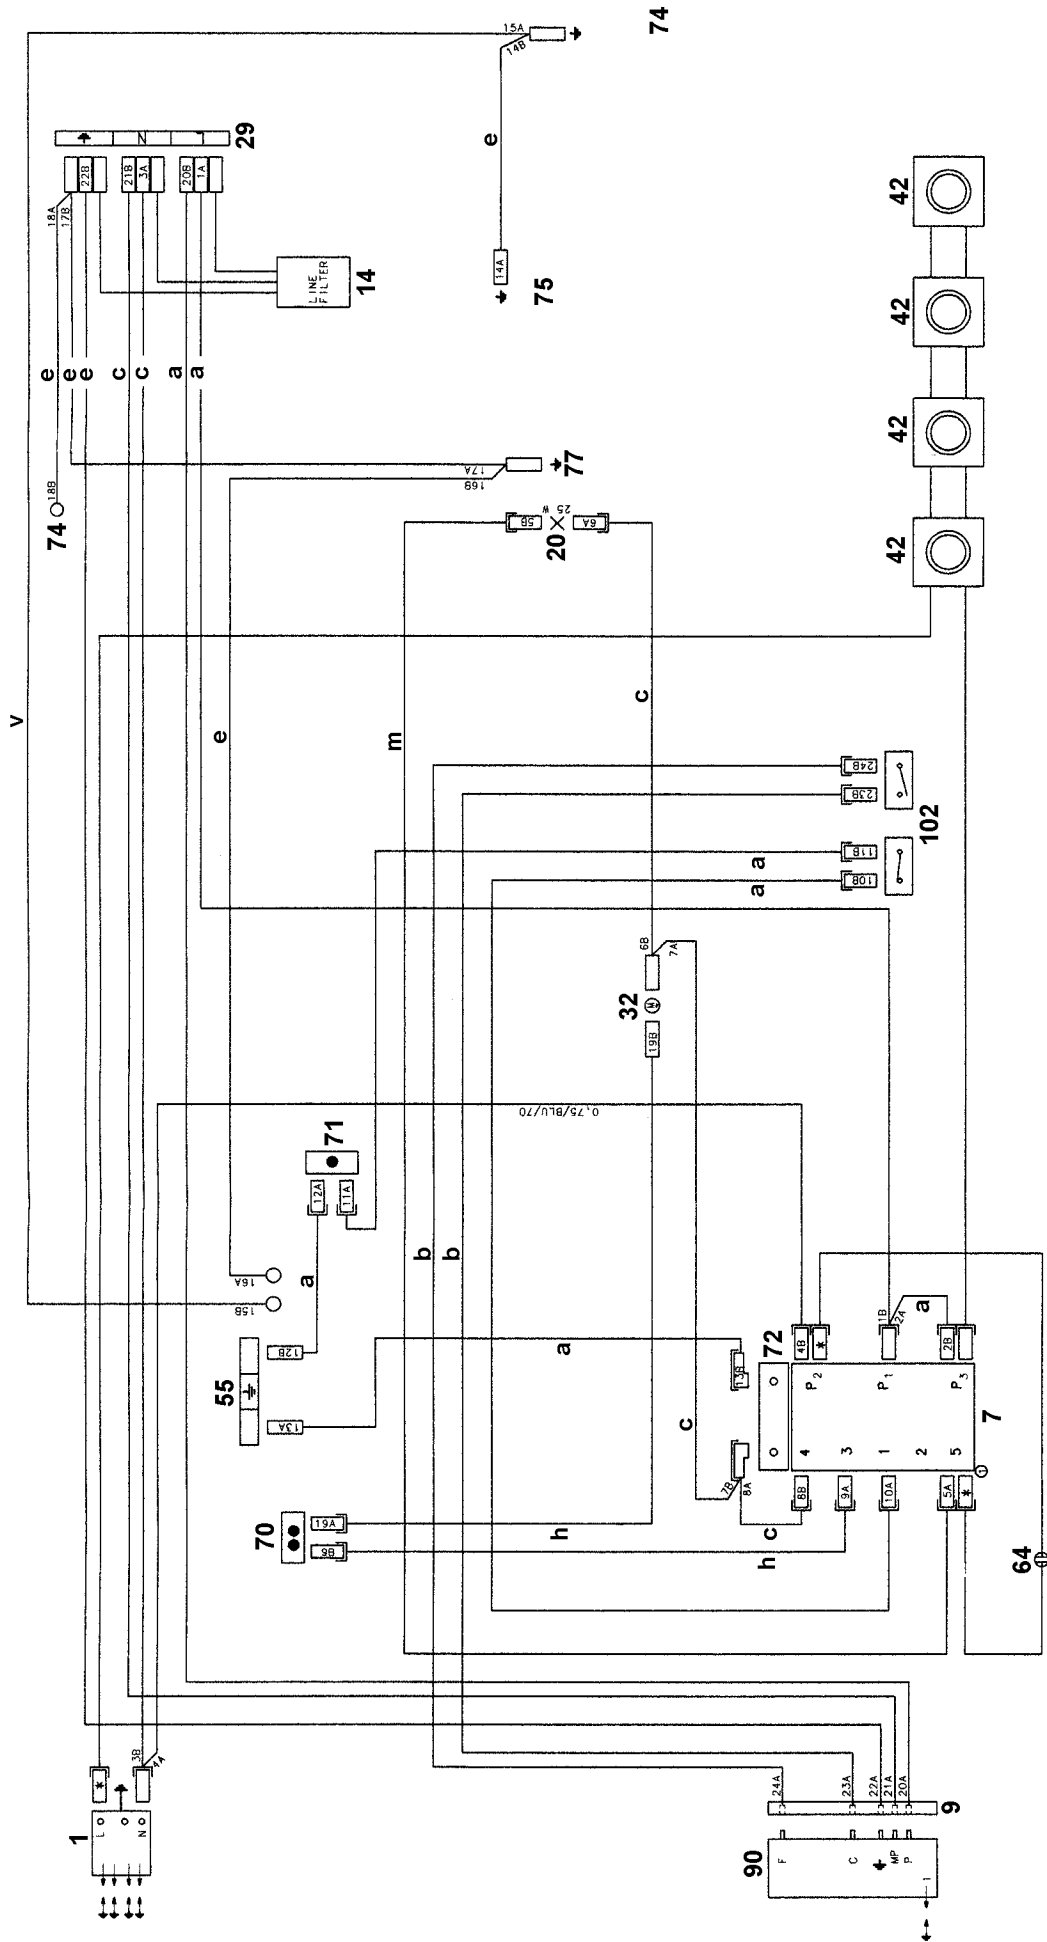 15A
14B
74
29
22B
21B
N
3A
20B
1A
L
18A
17B
e
LINE
FILTER
14
14A
75
42
42
42
42
e
e
e
c
c
a
a
18B
74
17A
16B
77
5B
25 W
6A
20
v
e
m
c
24B
23B
102
11B
10B
a
a
6B
7A
32
M
19B
0,75/BLU/70
71
12A
11A
b
b
16A
15B
a
55
12B
13A
a
13B
72
4B
*
1B
2A
a
2B
P2
P1
P3
4
3
1
2
5
7
1
c
7B
8A
8B
9A
10A
5A
*
70
19A
9B
h
h
c
64
1
L
N
*
3B
4A
24A
23A
22A
21A
20A
9
90
F
C
MP
P
1